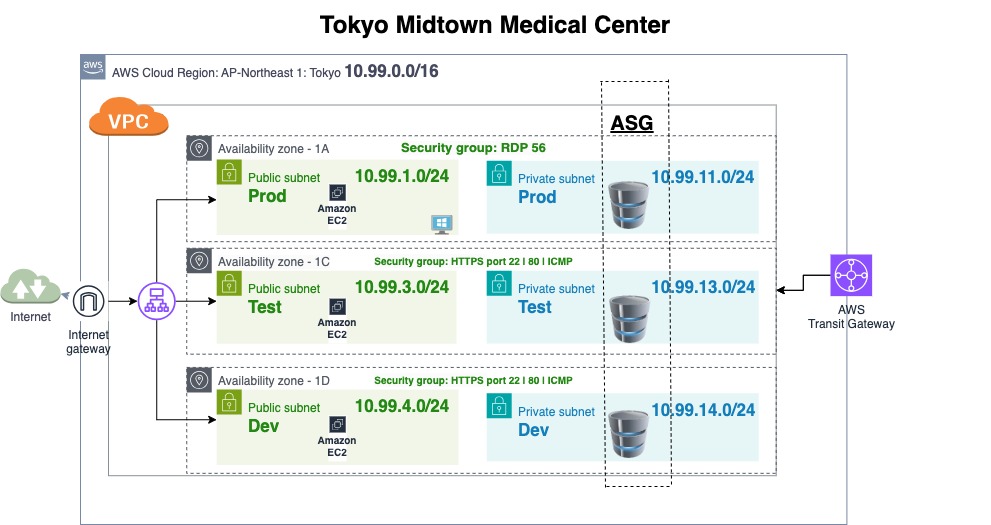 Tokyo Midtown Medical Center
aws
AWS Cloud Region: AP-Northeast 1: Tokyo 10.99.0.0/16
VPC
ASG
Availability zone - 1A
Security group: RDP 56
Public subnet
10.99.1.0/24
Prod
Amazon
EC2
Private subnet
10.99.11.0/24
Prod
Availability zone - 1C
Security group: HTTPS port 22 I 80 I ICMP
Public subnet
10.99.3.0/24
Test
Amazon
EC2
Private subnet
10.99.13.0/24
Test
Availability zone - 1D
Security group: HTTPS port 22 I 80 I ICMP
Public subnet
10.99.4.0/24
Dev
Amazon
EC2
Private subnet
10.99.14.0/24
Dev
Internet
Internet
gateway
AWS
Transit Gateway